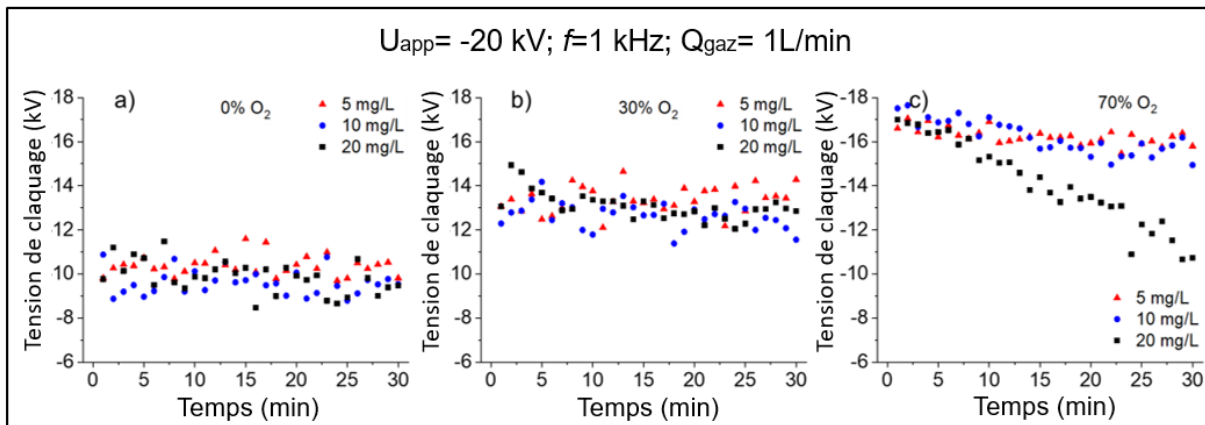 Uapp= -20 kV; f=1 kHz; Qgaz= 1L/min
a)
0% O2
5 mg/L
10 mg/L
20 mg/L
Tension de claquage (kV)
-18
-16
-14
-12
-10
-8
-6
0 5 10 15 20 25 30
Temps (min)
b)
30% O2
5 mg/L
10 mg/L
20 mg/L
Tension de claquage (kV)
-18
-16
-14
-12
-10
-8
-6
0 5 10 15 20 25 30
Temps (min)
c)
70% O2
Tension de claquage (kV)
-18
-16
-14
-12
-10
-8
-6
5 mg/L
10 mg/L
20 mg/L
0 5 10 15 20 25 30
Temps (min)